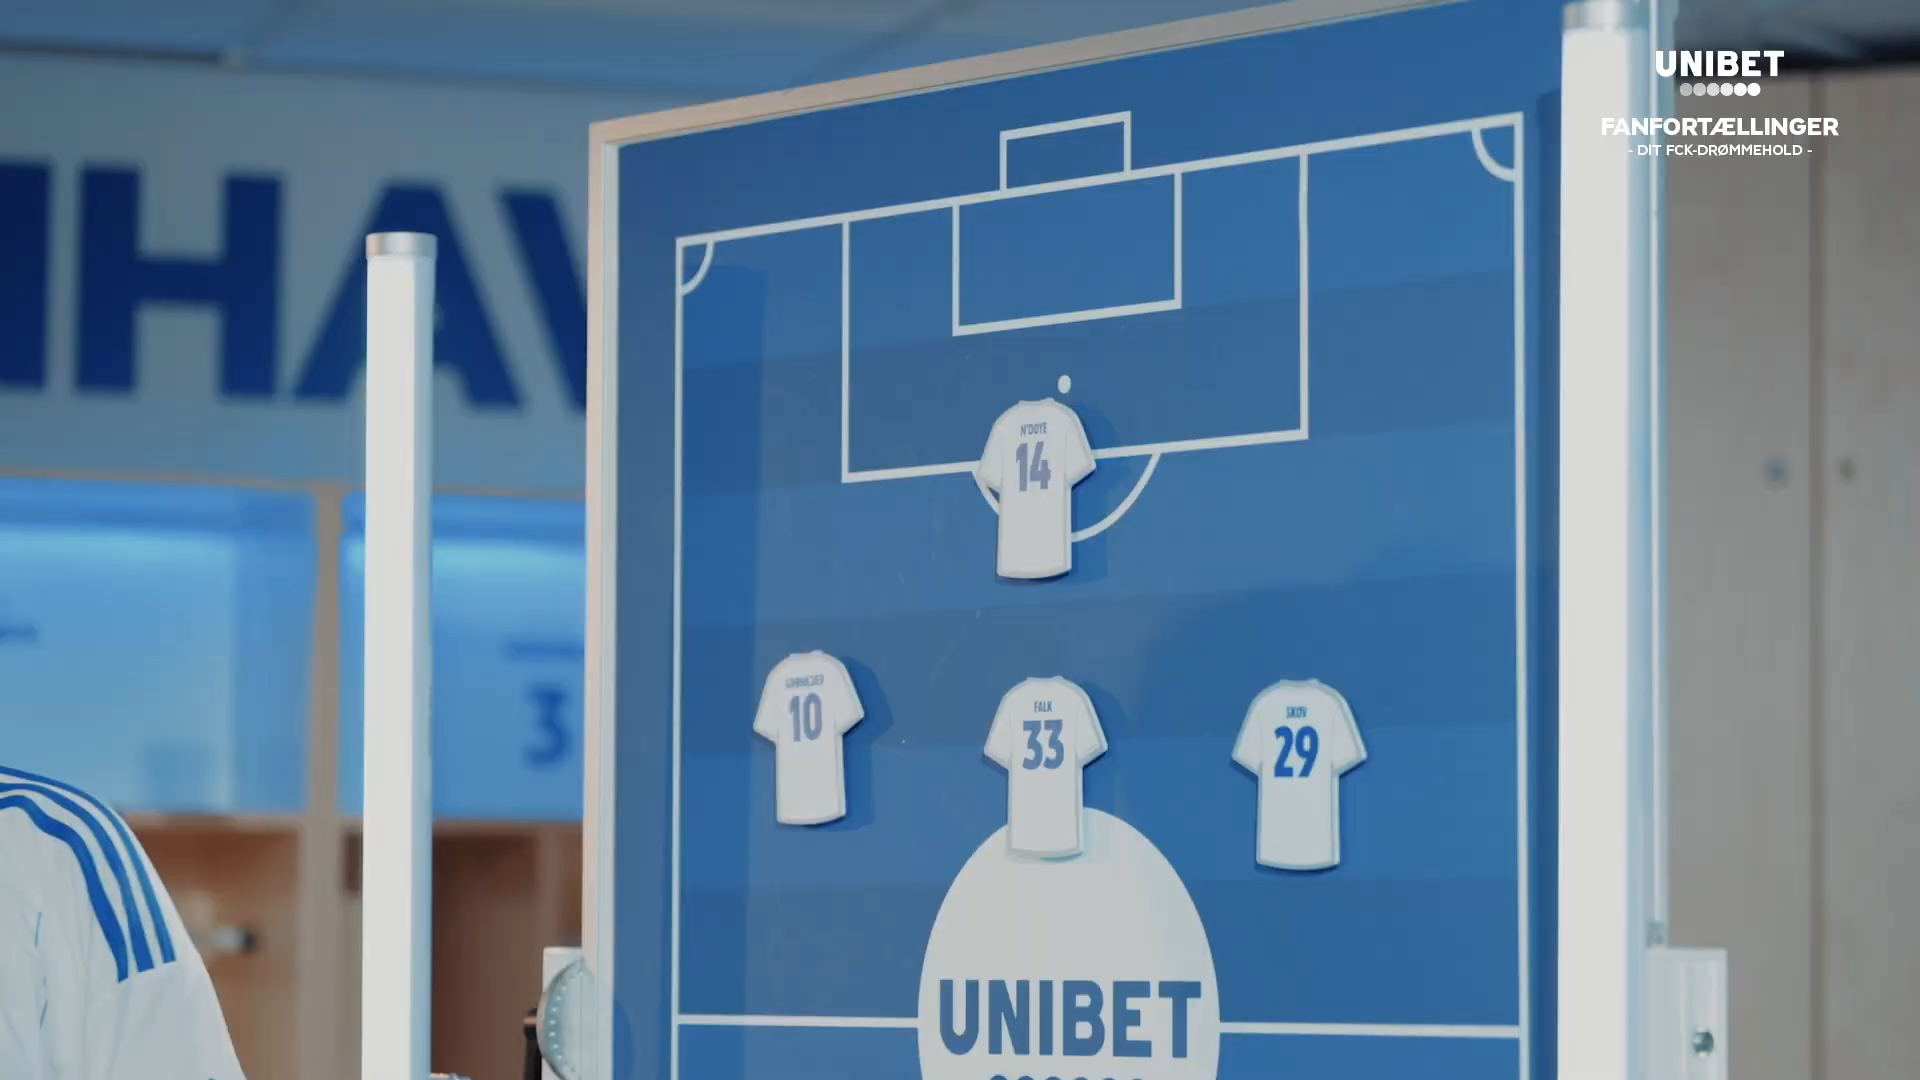 UNIBET
FANFORTÆLLINGER
- DIT FCK-DRØMMEHOLD -
HAV
N'DOYE
14
10
FALK
33
SKOV
29
3
UNIBET